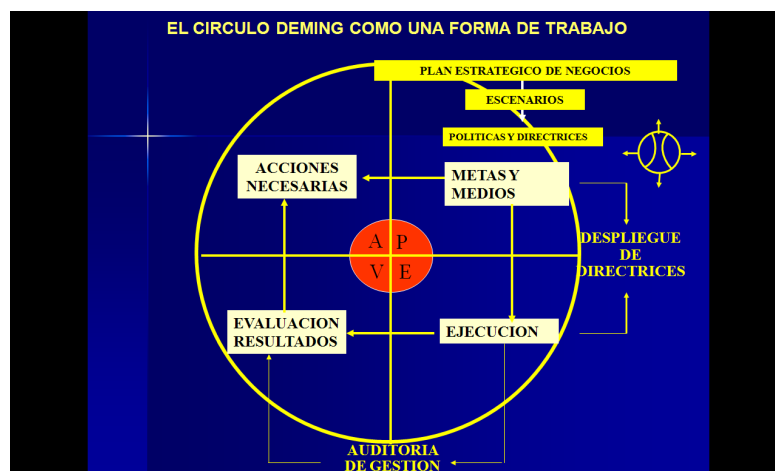 EL CIRCULO DEMING COMO UNA FORMA DE TRABAJO
PLAN ESTRATEGICO DE NEGOCIOS
ESCENARIOS
POLITICAS Y DIRECTRICES
ACCIONES
NECESARIAS
METAS Y
MEDIOS
A P
V E
DESPLIEGUE
DE
DIRECTRICES
EVALUACION
RESULTADOS
EJECUCION
AUDITORIA
DE GESTION